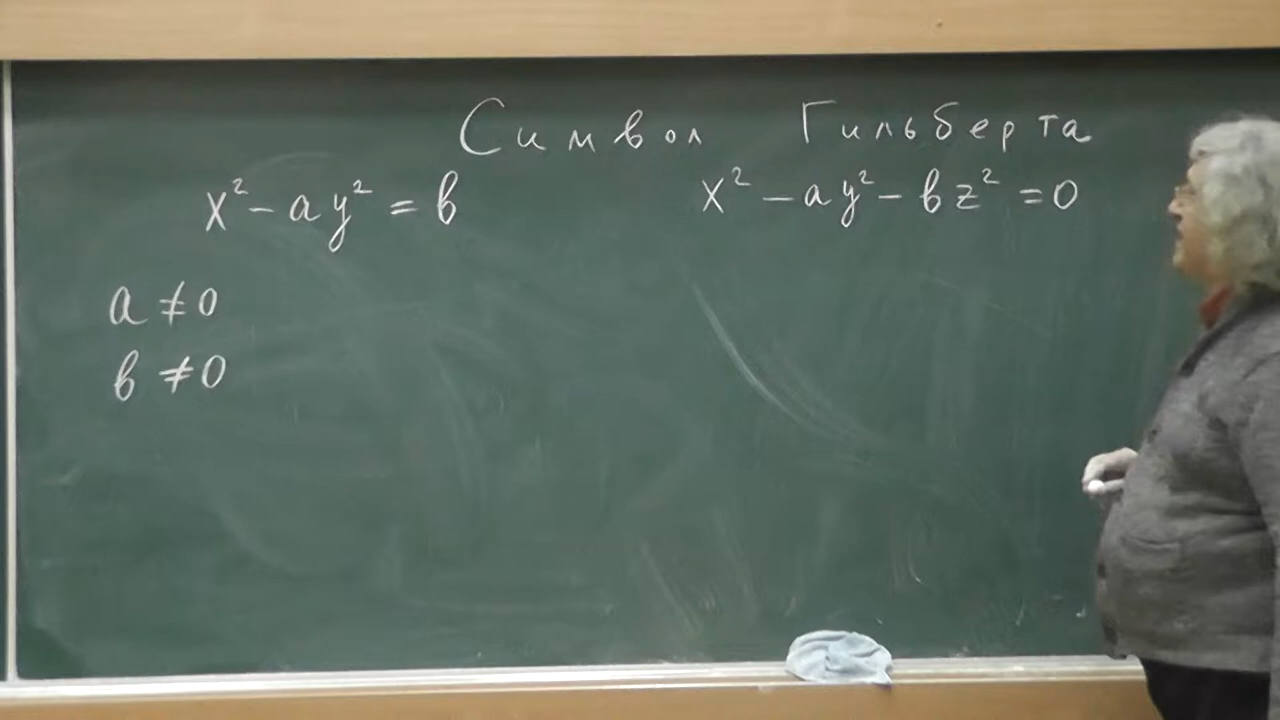 Символ Гильберта
x² - ay² = b
x² - ay² - bz² = 0
a ≠ 0
b ≠ 0